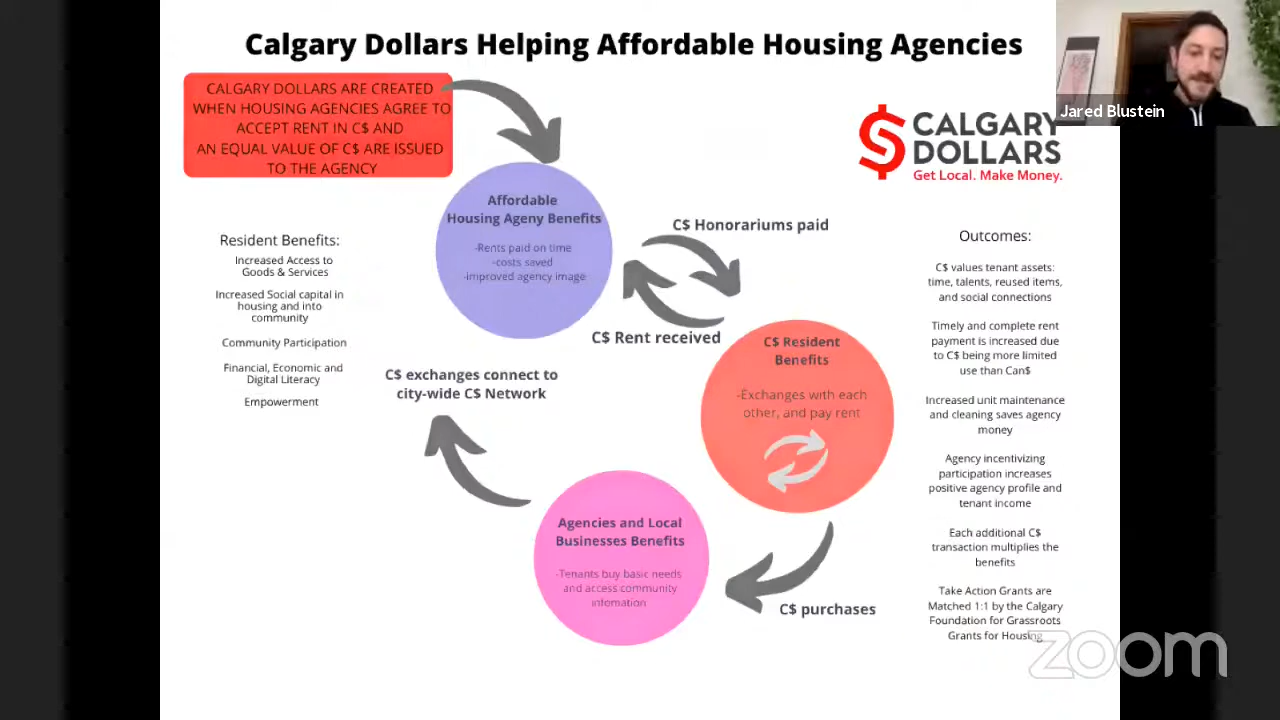 Calgary Dollars Helping Affordable Housing Agencies
Jared Blustein
CALGARY DOLLARS ARE CREATED
WHEN HOUSING AGENCIES AGREE TO
ACCEPT RENT IN C$ AND
AN EQUAL VALUE OF C$ ARE ISSUED
TO THE AGENCY
CALGARY
DOLLARS
Get Local. Make Money.
Affordable
Housing Ageny Benefits
-Rents paid on time
-costs saved
-improved agency image
C$ Honorariums paid
C$ Rent received
Resident Benefits:
Increased Access to
Goods & Services
Increased Social capital in
housing and into
community
Community Participation
Financial, Economic and
Digital Literacy
Empowerment
C$ exchanges connect to
city-wide C$ Network
C$ Resident
Benefits
-Exchanges with each
other, and pay rent
Agencies and Local
Businesses Benefits
-Tenants buy basic needs
and access community
infomation
C$ purchases
Outcomes:
C$ values tenant assets:
time, talents, reused items,
and social connections
Timely and complete rent
payment is increased due
to C$ being more limited
use than Can$
Increased unit maintenance
and cleaning saves agency
money
Agency incentivizing
participation increases
positive agency profile and
tenant income
Each additional C$
transaction multiplies the
benefits
Take Action Grants are
Matched 1:1 by the Calgary
Foundation for Grassroots
Grants for Housing
zoom